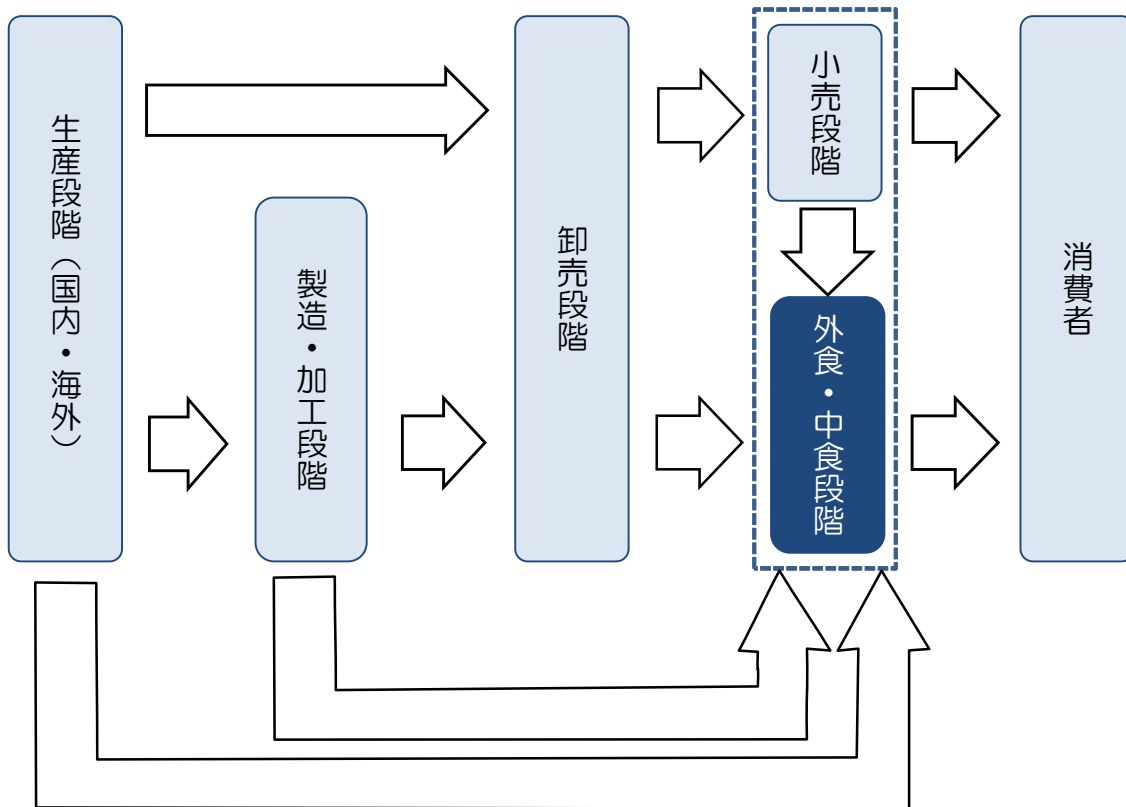 生産段階（国内・海外）
製造・加工段階
卸売段階
小売段階
外食・中食段階
消費者